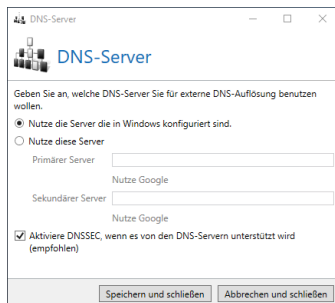 DNS-Server
DNS-Server
Geben Sie an, welche DNS-Server Sie für externe DNS-Auflösung benutzen
wollen.
Nutze die Server die in Windows konfiguriert sind.
Nutze diese Server
Primärer Server
Nutze Google
Sekundärer Server
Nutze Google
Aktiviere DNSSEC, wenn es von den DNS-Servern unterstützt wird
(empfohlen)
Speichern und schließen
Abbrechen und schließen